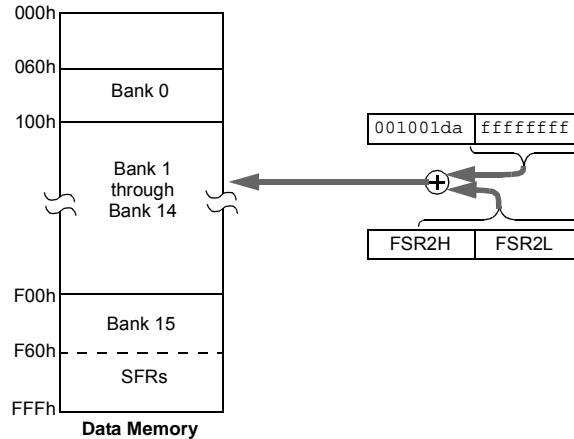 000h
060h
Bank 0
100h
001001da ffffffff
Bank 1
through
Bank 14
FSR2H FSR2L
F00h
Bank 15
F60h
SFRs
FFFh
Data Memory